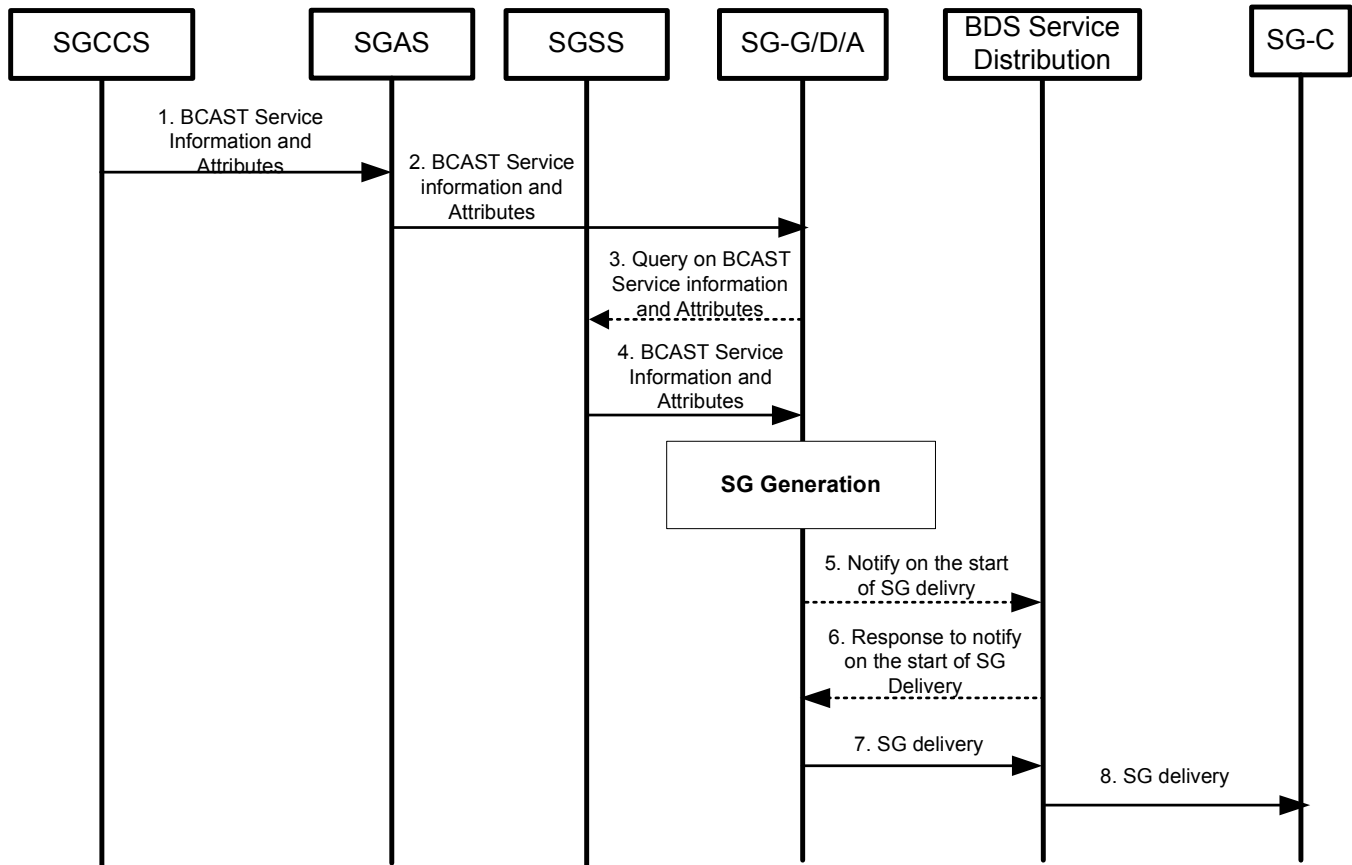 SGCCS
SGAS
SGSS
SG-G/D/A
BDS Service
Distribution
SG-C
1. BCAST Service
Information and
Attributes
2. BCAST Service
information and
Attributes
3. Query on BCAST
Service information
and Attributes
4. BCAST Service
Information and
Attributes
SG Generation
5. Notify on the start
of SG delivry
6. Response to notify
on the start of SG
Delivery
7. SG delivery
8. SG delivery